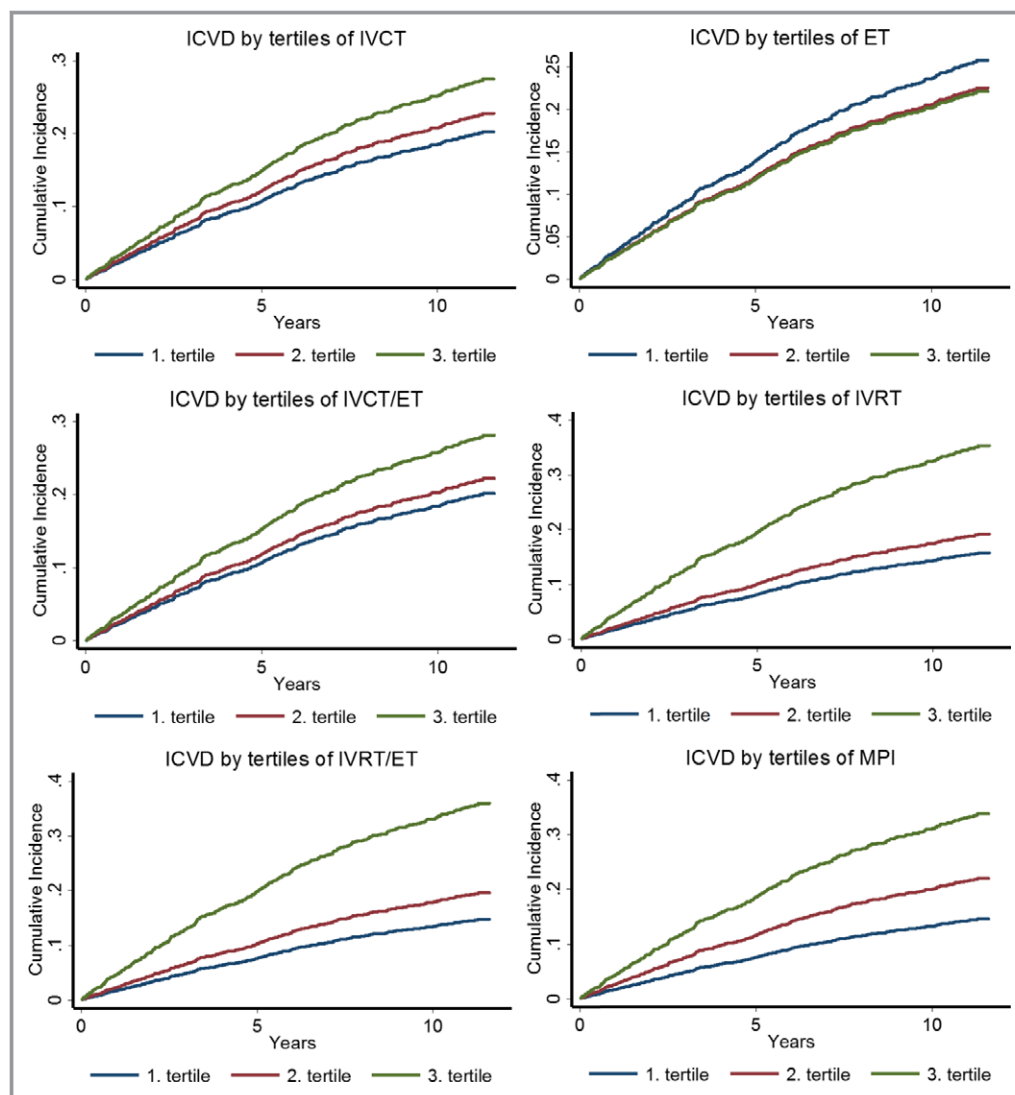 ICVD by tertiles of IVCT
Cumulative Incidence
0 .1 .2 .3
0 5 10
Years
1. tertile 2. tertile 3. tertile
ICVD by tertiles of ET
Cumulative Incidence
0 .05 .1 .15 .2 .25
0 5 10
Years
1. tertile 2. tertile 3. tertile
ICVD by tertiles of IVCT/ET
Cumulative Incidence
0 .1 .2 .3
0 5 10
Years
1. tertile 2. tertile 3. tertile
ICVD by tertiles of IVRT
Cumulative Incidence
0 .1 .2 .3 .4
0 5 10
Years
1. tertile 2. tertile 3. tertile
ICVD by tertiles of IVRT/ET
Cumulative Incidence
0 .1 .2 .3 .4
0 5 10
Years
1. tertile 2. tertile 3. tertile
ICVD by tertiles of MPI
Cumulative Incidence
0 .1 .2 .3 .4
0 5 10
Years
1. tertile 2. tertile 3. tertile